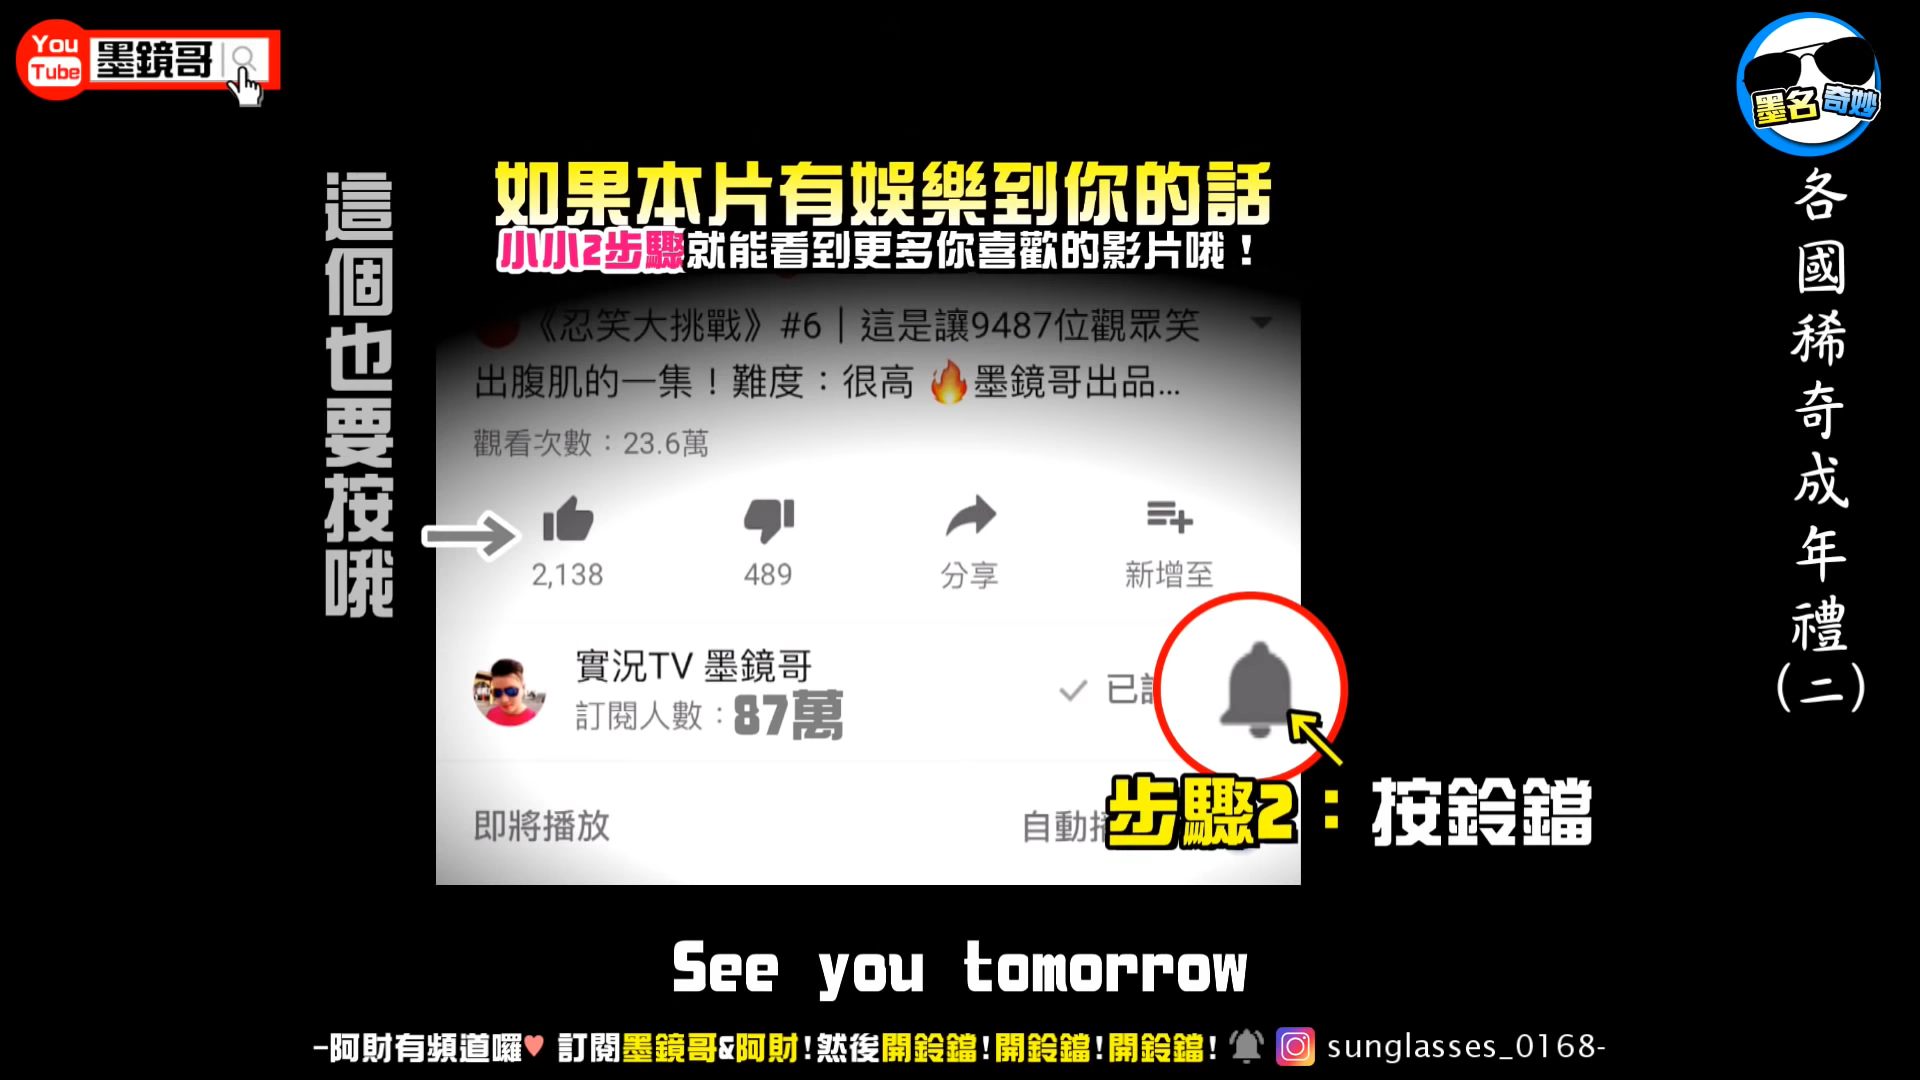 You
Tube
墨鏡哥
墨名奇妙
各國稀奇成年禮(二)
這個也要按哦
如果本片有娛樂到你的話
小小2步驟就能看到更多你喜歡的影片哦！
《忍笑大挑戰》#6｜這是讓9487位觀眾笑
出腹肌的一集！難度：很高 🔥墨鏡哥出品...
觀看次數：23.6萬
2,138
489
分享
新增至
實況TV 墨鏡哥
訂閱人數：87萬
已訂
即將播放
自動播
步驟2：按鈴鐺
See you tomorrow
-阿財有頻道囉♥ 訂閱墨鏡哥&阿財!然後開鈴鐺!開鈴鐺!開鈴鐺! sunglasses_0168-